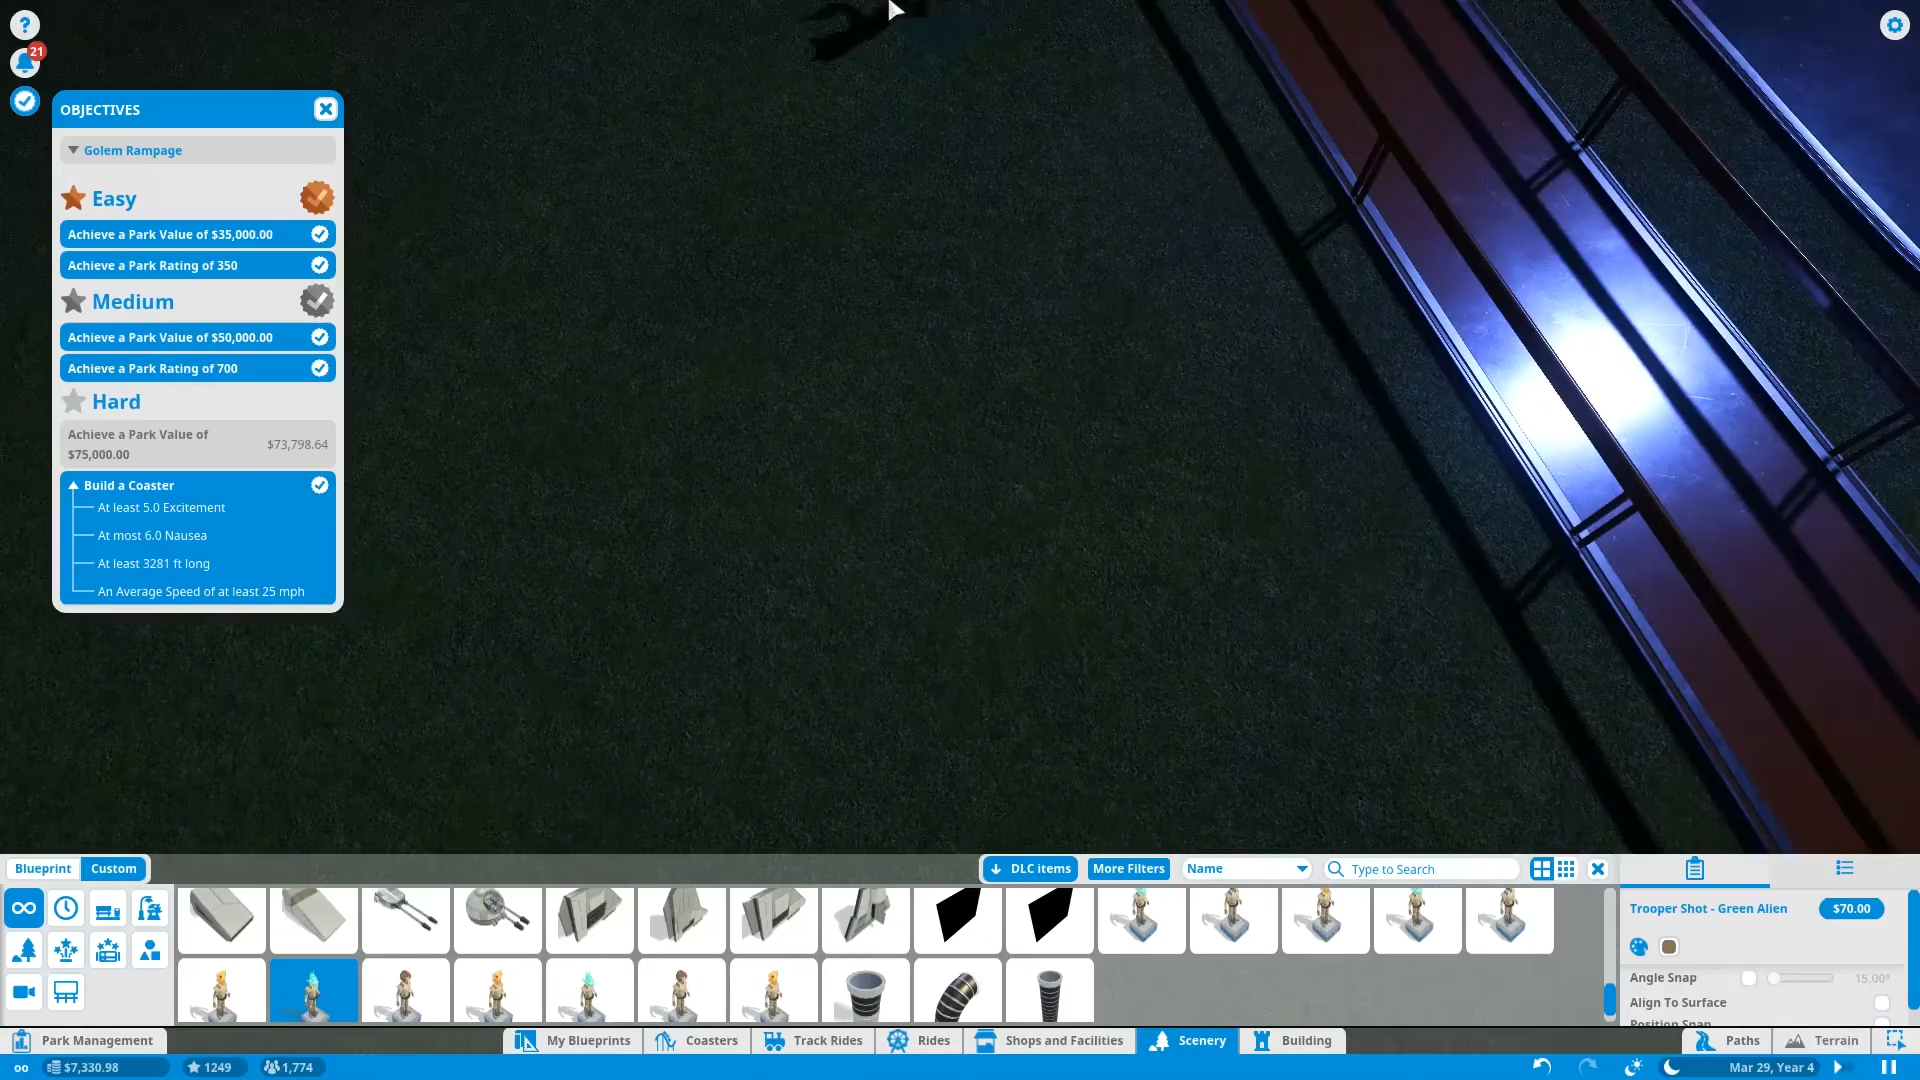 ?
21
OBJECTIVES
Golem Rampage
Easy
Achieve a Park Value of $35,000.00
Achieve a Park Rating of 350
Medium
Achieve a Park Value of $50,000.00
Achieve a Park Rating of 700
Hard
Achieve a Park Value of $75,000.00
$73,798.64
Build a Coaster
At least 5.0 Excitement
At most 6.0 Nausea
At least 3281 ft long
An Average Speed of at least 25 mph
Blueprint
Custom
DLC items
More Filters
Name
Type to Search
Trooper Shot - Green Alien
$70.00
Angle Snap
15.00°
Align To Surface
Position Snap
Park Management
My Blueprints
Coasters
Track Rides
Rides
Shops and Facilities
Scenery
Building
Paths
Terrain
$7,330.98
1249
1,774
Mar 29, Year 4